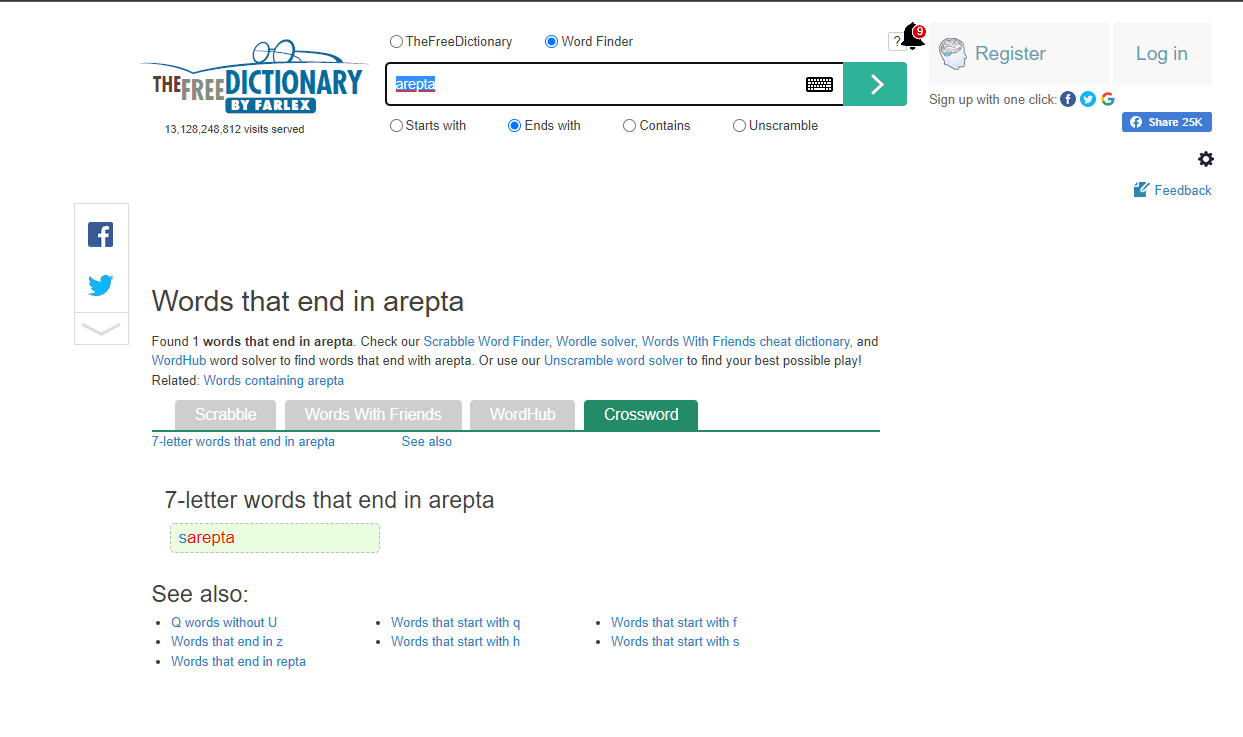 TheFreeDictionary Word Finder
? 9
Register
Log in
THE FREE DICTIONARY
BY FARLEX
arepta
Sign up with one click:
13,128,248,812 visits served
Starts with Ends with Contains Unscramble
Share 25K
Feedback
Words that end in arepta
Found 1 words that end in arepta. Check our Scrabble Word Finder, Wordle solver, Words With Friends cheat dictionary, and
WordHub word solver to find words that end with arepta. Or use our Unscramble word solver to find your best possible play!
Related: Words containing arepta
Scrabble Words With Friends WordHub Crossword
7-letter words that end in arepta See also
7-letter words that end in arepta
sarepta
See also:
• Q words without U • Words that start with q • Words that start with f
• Words that end in z • Words that start with h • Words that start with s
• Words that end in repta